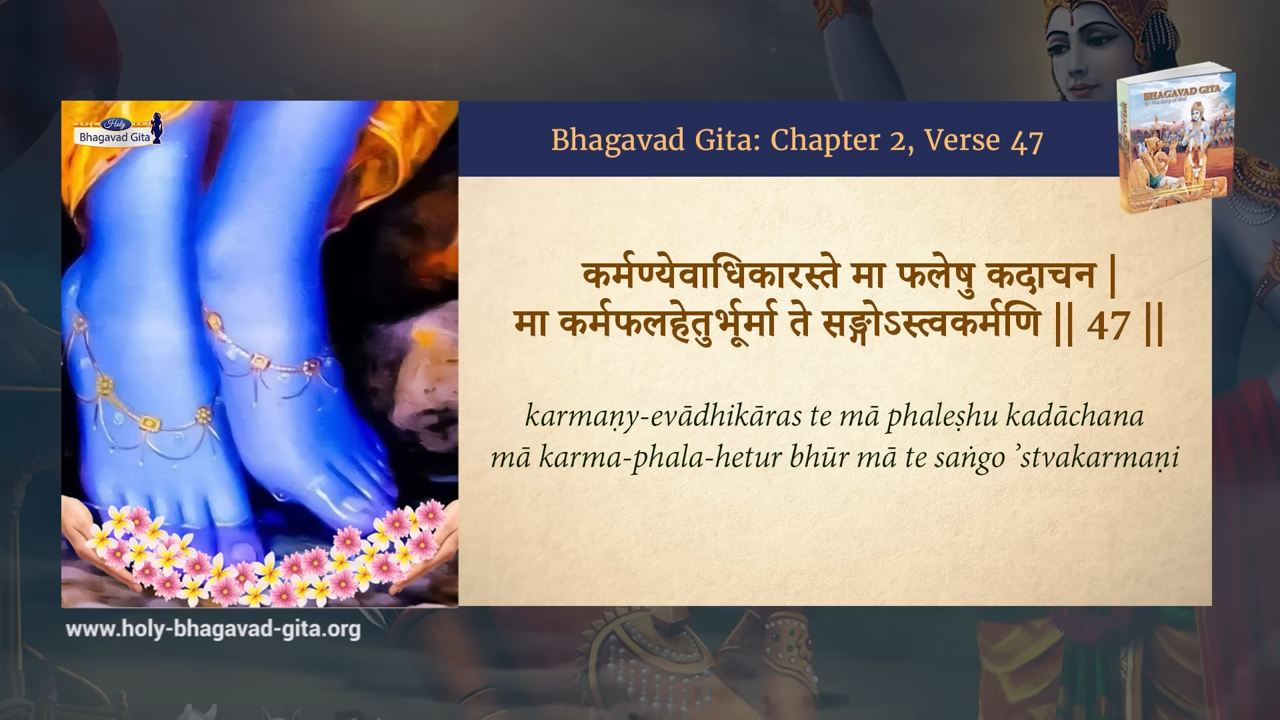 Holy
Bhagavad Gita
Bhagavad Gita: Chapter 2, Verse 47
BHAGAVAD GITA
कर्मण्येवाधिकारस्ते मा फलेषु कदाचन |
मा कर्मफलहेतुर्भूर्मा ते सङ्गोऽस्त्वकर्मणि || 47 ||
karmaṇy-evādhikāras te mā phaleṣhu kadāchana
mā karma-phala-hetur bhūr mā te saṅgo ’stvakarmaṇi
www.holy-bhagavad-gita.org